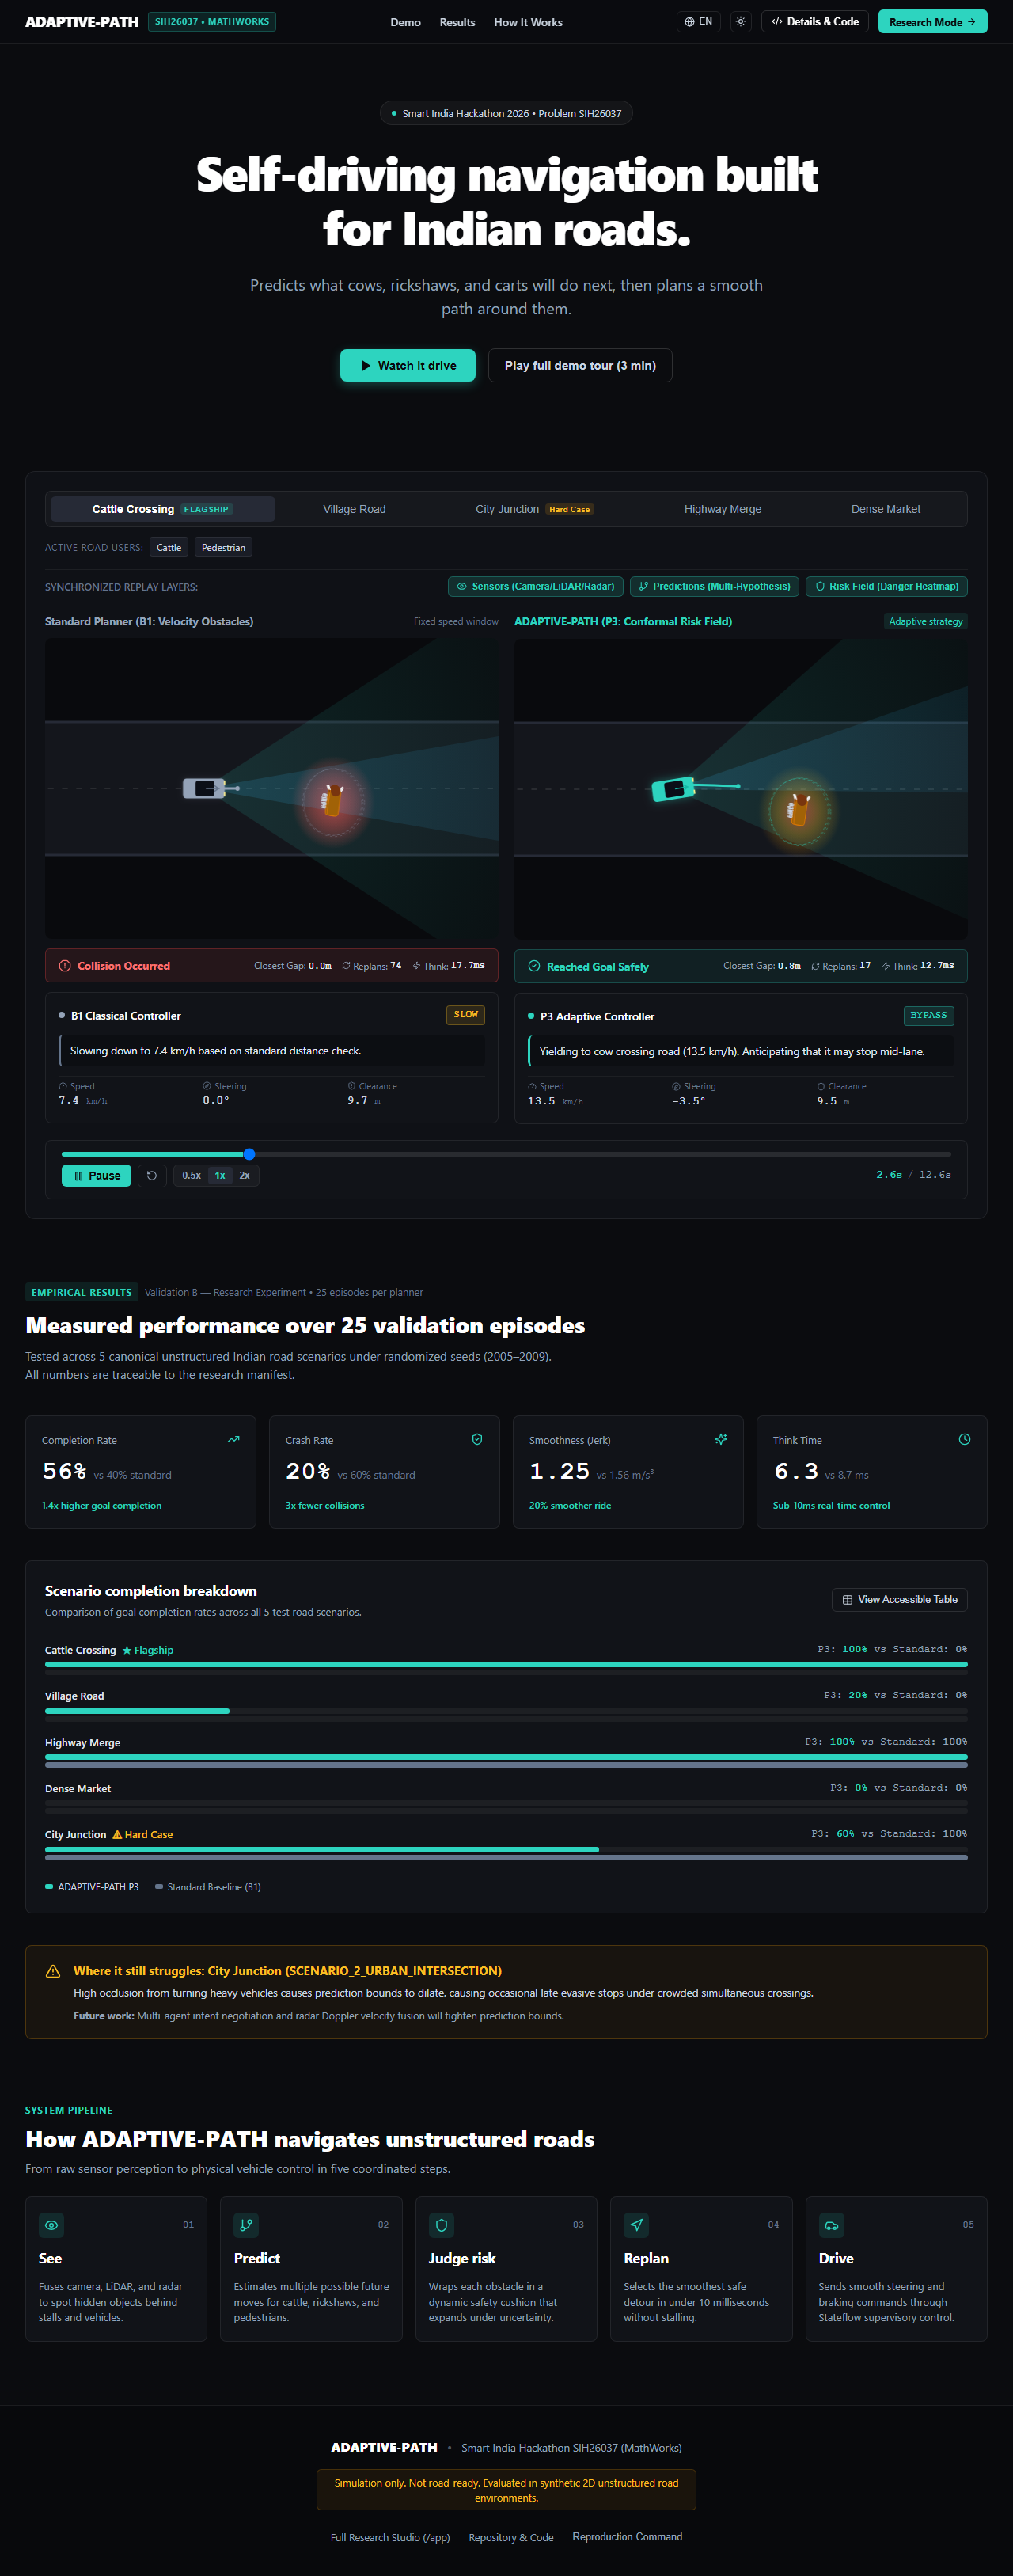 ADAPTIVE-PATH SIH26037 • MATHWORKS Demo Results How It Works EN Details & Code Research Mode →
Smart India Hackathon 2026 • Problem SIH26037
Self-driving navigation built
for Indian roads.
Predicts what cows, rickshaws, and carts will do next, then plans a smooth
path around them.
Watch it drive Play full demo tour (3 min)
Cattle Crossing FLAGSHIP Village Road City Junction Hard Case Highway Merge Dense Market
ACTIVE ROAD USERS: Cattle Pedestrian
SYNCHRONIZED REPLAY LAYERS: Sensors (Camera/LiDAR/Radar) Predictions (Multi-Hypothesis) Risk Field (Danger Heatmap)
Standard Planner (B1: Velocity Obstacles) Fixed speed window
ADAPTIVE-PATH (P3: Conformal Risk Field) Adaptive strategy
Collision Occurred Closest Gap: 0.0m Replans: 74 Think: 17.7ms
Reached Goal Safely Closest Gap: 0.8m Replans: 17 Think: 12.7ms
B1 Classical Controller SLOW
Slowing down to 7.4 km/h based on standard distance check.
Speed Steering Clearance
7.4 km/h 0.0° 9.7 m
P3 Adaptive Controller BYPASS
Yielding to cow crossing road (13.5 km/h). Anticipating that it may stop mid-lane.
Speed Steering Clearance
13.5 km/h −3.5° 9.5 m
Pause 0.5x 1x 2x 2.6s / 12.6s
EMPIRICAL RESULTS Validation B — Research Experiment • 25 episodes per planner
Measured performance over 25 validation episodes
Tested across 5 canonical unstructured Indian road scenarios under randomized seeds (2005–2009).
All numbers are traceable to the research manifest.
Completion Rate
56% vs 40% standard
1.4x higher goal completion
Crash Rate
20% vs 60% standard
3x fewer collisions
Smoothness (Jerk)
1.25 vs 1.56 m/s³
20% smoother ride
Think Time
6.3 vs 8.7 ms
Sub-10ms real-time control
Scenario completion breakdown
Comparison of goal completion rates across all 5 test road scenarios.
View Accessible Table
Cattle Crossing ★ Flagship P3: 100% vs Standard: 0%
Village Road P3: 20% vs Standard: 0%
Highway Merge P3: 100% vs Standard: 100%
Dense Market P3: 0% vs Standard: 0%
City Junction ⚠ Hard Case P3: 60% vs Standard: 100%
ADAPTIVE-PATH P3 Standard Baseline (B1)
Where it still struggles: City Junction (SCENARIO_2_URBAN_INTERSECTION)
High occlusion from turning heavy vehicles causes prediction bounds to dilate, causing occasional late evasive stops under crowded simultaneous crossings.
Future work: Multi-agent intent negotiation and radar Doppler velocity fusion will tighten prediction bounds.
SYSTEM PIPELINE
How ADAPTIVE-PATH navigates unstructured roads
From raw sensor perception to physical vehicle control in five coordinated steps.
01
See
Fuses camera, LiDAR, and radar
to spot hidden objects behind
stalls and vehicles.
02
Predict
Estimates multiple possible future
moves for cattle, rickshaws, and
pedestrians.
03
Judge risk
Wraps each obstacle in a
dynamic safety cushion that
expands under uncertainty.
04
Replan
Selects the smoothest safe
detour in under 10 milliseconds
without stalling.
05
Drive
Sends smooth steering and
braking commands through
Stateflow supervisory control.
ADAPTIVE-PATH • Smart India Hackathon SIH26037 (MathWorks)
Simulation only. Not road-ready. Evaluated in synthetic 2D unstructured road
environments.
Full Research Studio (/app) Repository & Code Reproduction Command